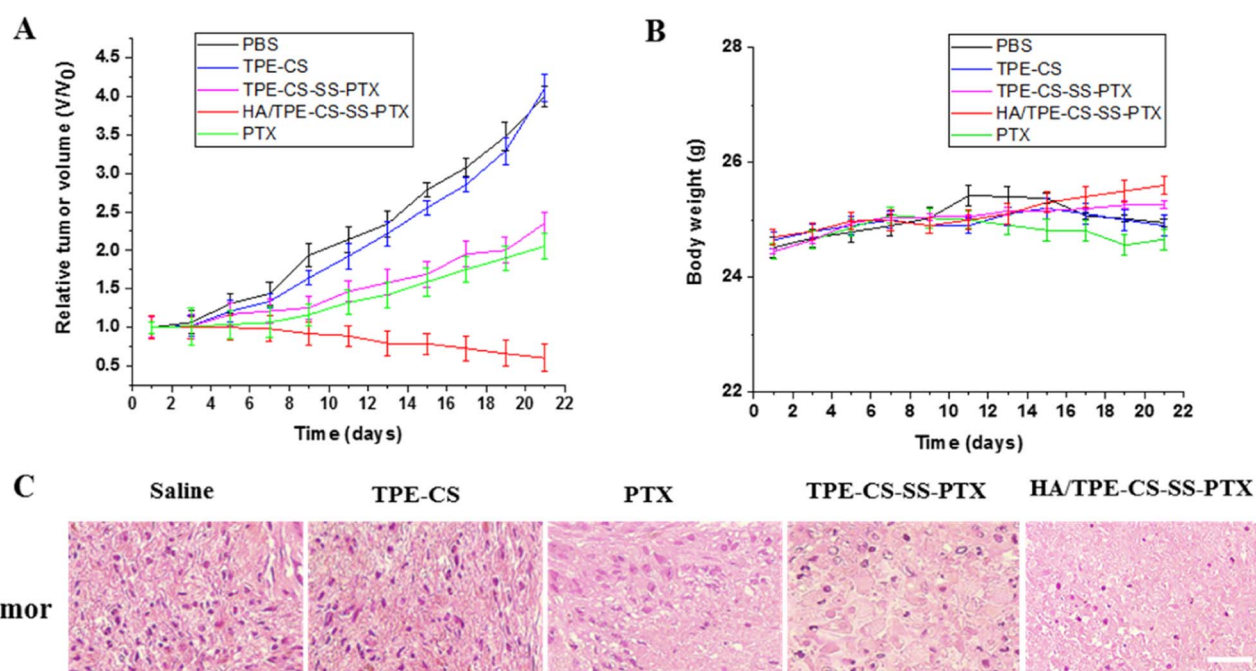 A
Relative tumor volume (V/V0)
4.5
4.0
3.5
3.0
2.5
2.0
1.5
1.0
0.5
PBS
TPE-CS
TPE-CS-SS-PTX
HA/TPE-CS-SS-PTX
PTX
0 2 4 6 8 10 12 14 16 18 20 22
Time (days)
B
Body weight (g)
28
26
24
22
PBS
TPE-CS
TPE-CS-SS-PTX
HA/TPE-CS-SS-PTX
PTX
0 2 4 6 8 10 12 14 16 18 20 22
Time (days)
C
Saline TPE-CS PTX TPE-CS-SS-PTX HA/TPE-CS-SS-PTX
mor